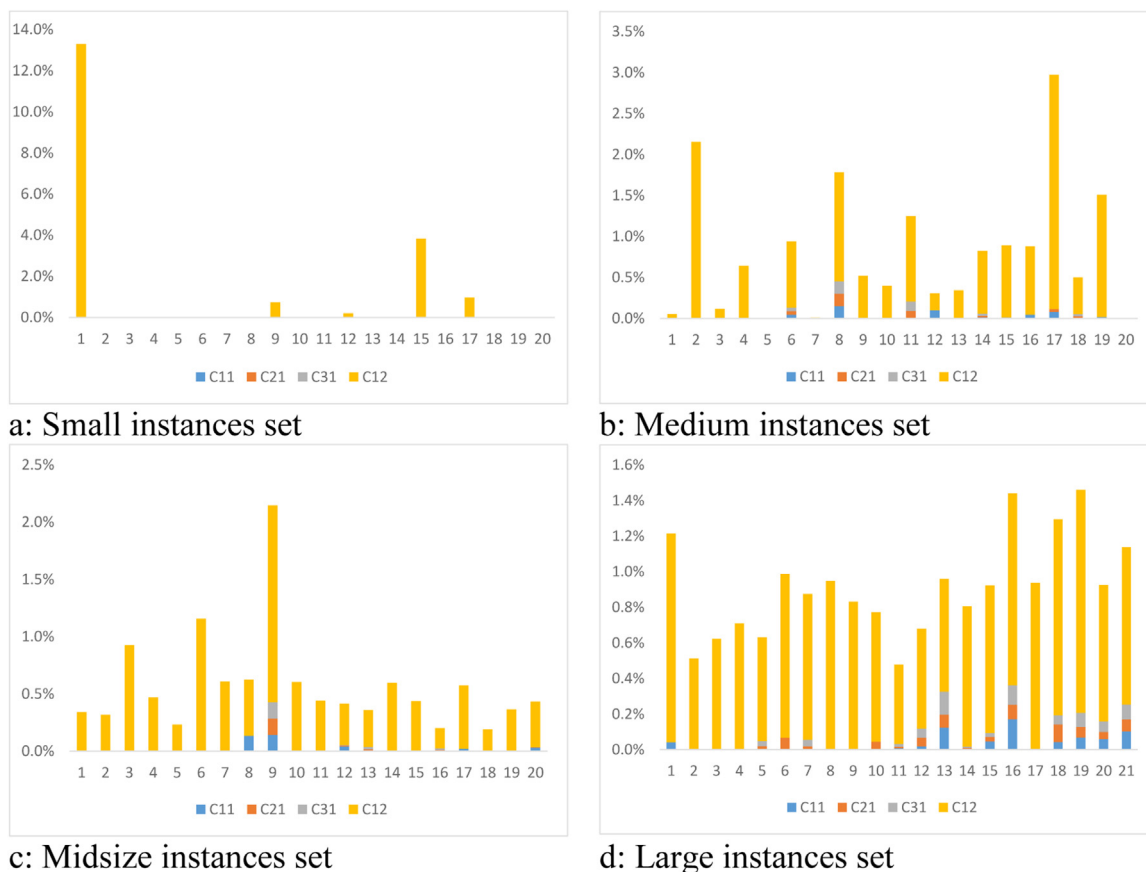 14.0%
12.0%
10.0%
8.0%
6.0%
4.0%
2.0%
0.0%
1 2 3 4 5 6 7 8 9 10 11 12 13 14 15 16 17 18 19 20
C11 C21 C31 C12
a: Small instances set
3.5%
3.0%
2.5%
2.0%
1.5%
1.0%
0.5%
0.0%
1 2 3 4 5 6 7 8 9 10 11 12 13 14 15 16 17 18 19 20
C11 C21 C31 C12
b: Medium instances set
2.5%
2.0%
1.5%
1.0%
0.5%
0.0%
1 2 3 4 5 6 7 8 9 10 11 12 13 14 15 16 17 18 19 20
C11 C21 C31 C12
c: Midsize instances set
1.6%
1.4%
1.2%
1.0%
0.8%
0.6%
0.4%
0.2%
0.0%
1 2 3 4 5 6 7 8 9 10 11 12 13 14 15 16 17 18 19 20 21
C11 C21 C31 C12
d: Large instances set